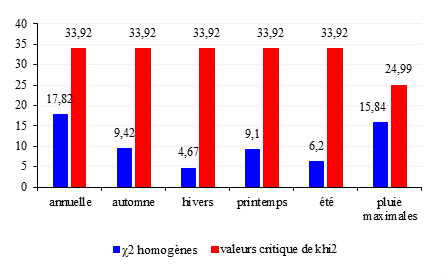 40
35
30
25
20
15
10
5
0
33,92
33,92
33,92
33,92
33,92
24,99
17,82
9,42
4,67
9,1
6,2
15,84
annuelle
automne
hivers
printemps
été
pluie
maximales
χ2 homogènes
valeurs critique de khi2